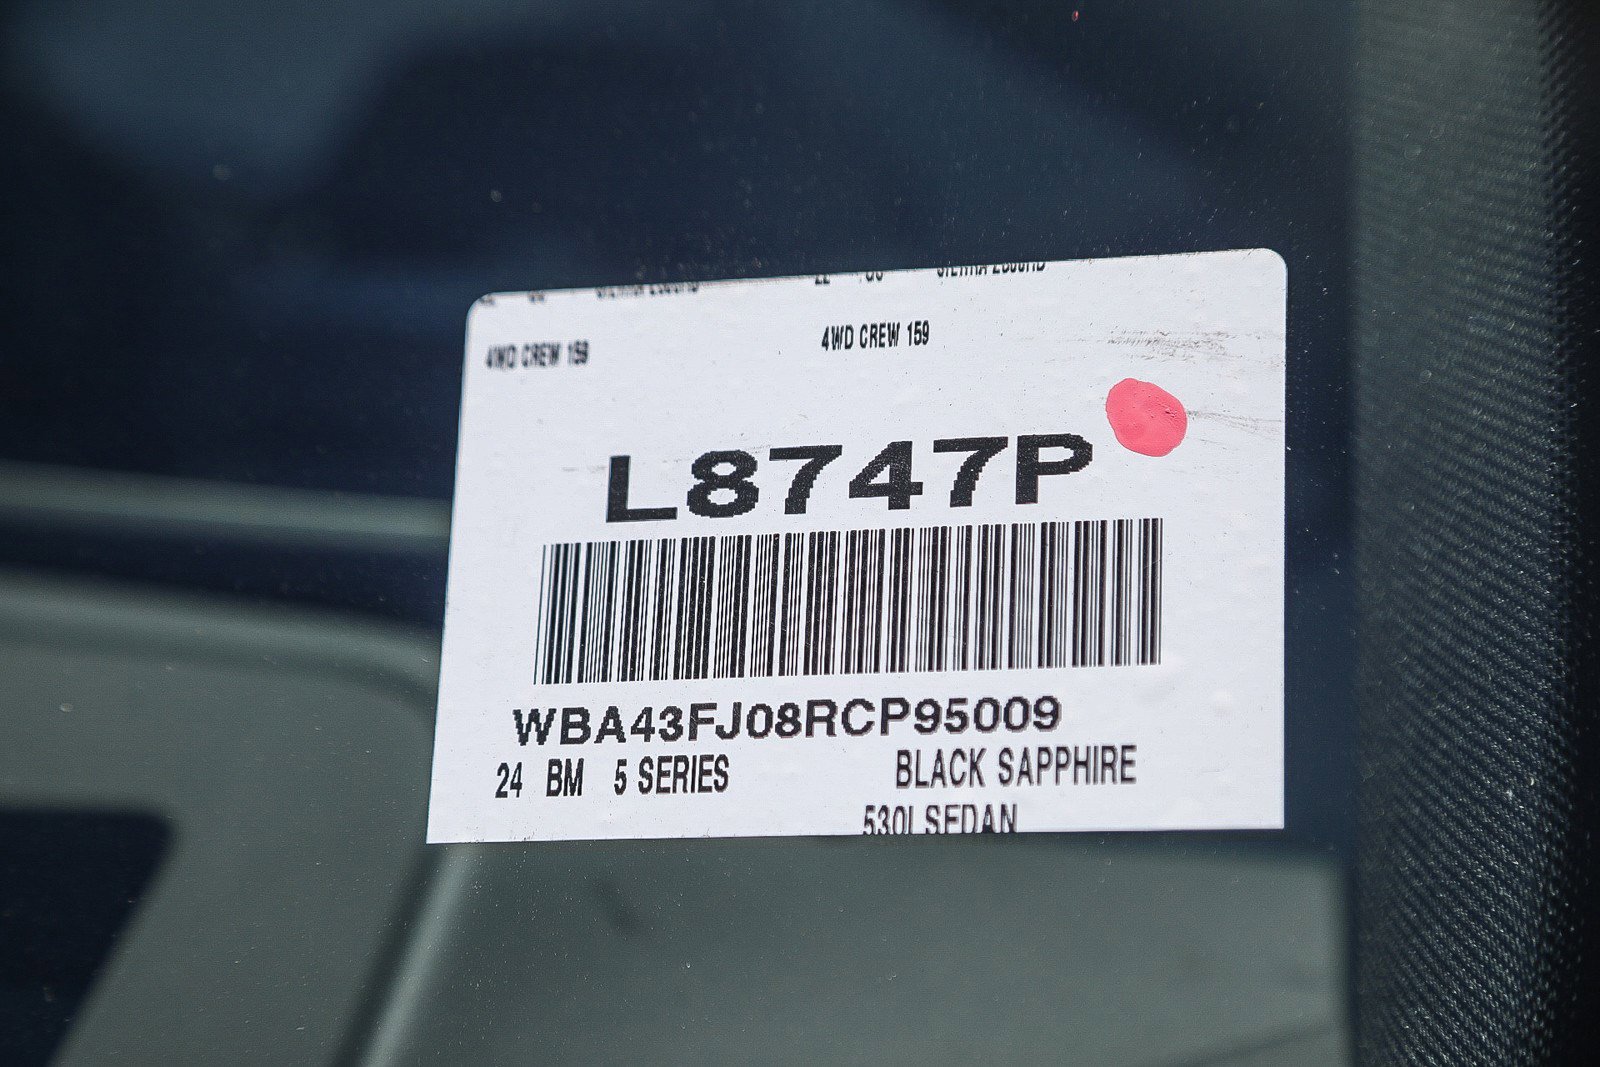 4WD CREW 159 4WD CREW 159
L8747P
WBA43FJ08RCP95009
24 BM 5 SERIES BLACK SAPPHIRE
530I SEDAN